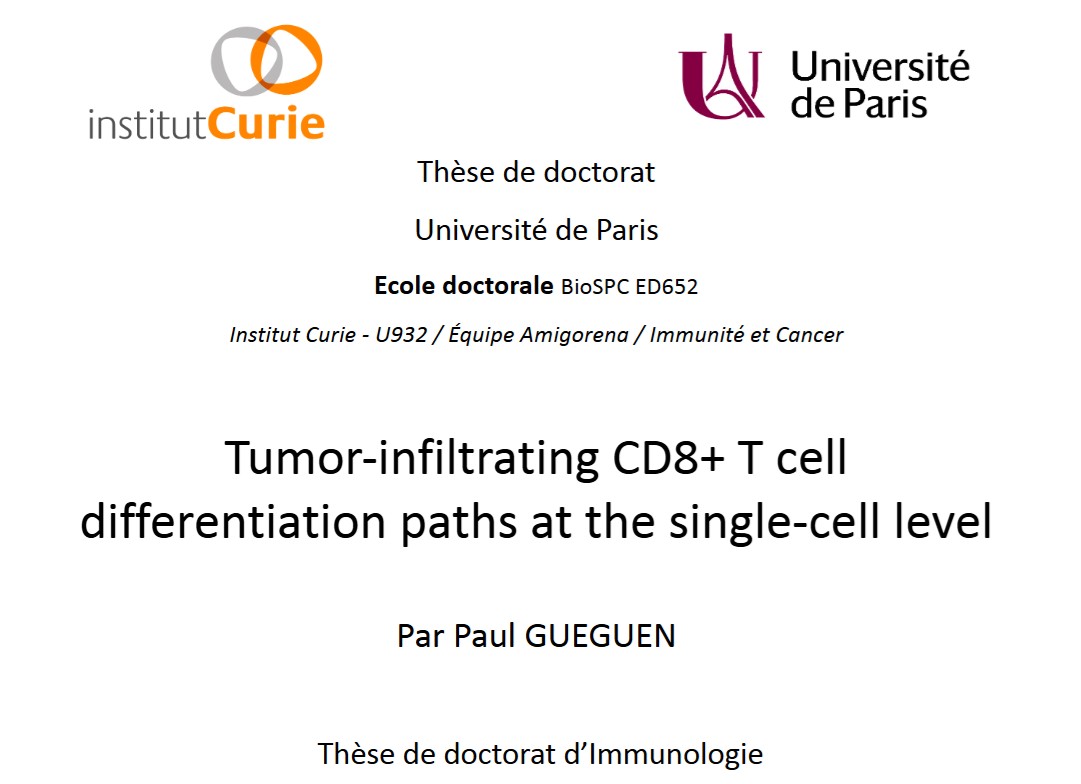 institutCurie
Université
de Paris
Thèse de doctorat
Université de Paris
Ecole doctorale BioSPC ED652
Institut Curie - U932 / Équipe Amigorena / Immunité et Cancer
Tumor-infiltrating CD8+ T cell
differentiation paths at the single-cell level
Par Paul GUEGUEN
Thèse de doctorat d’Immunologie